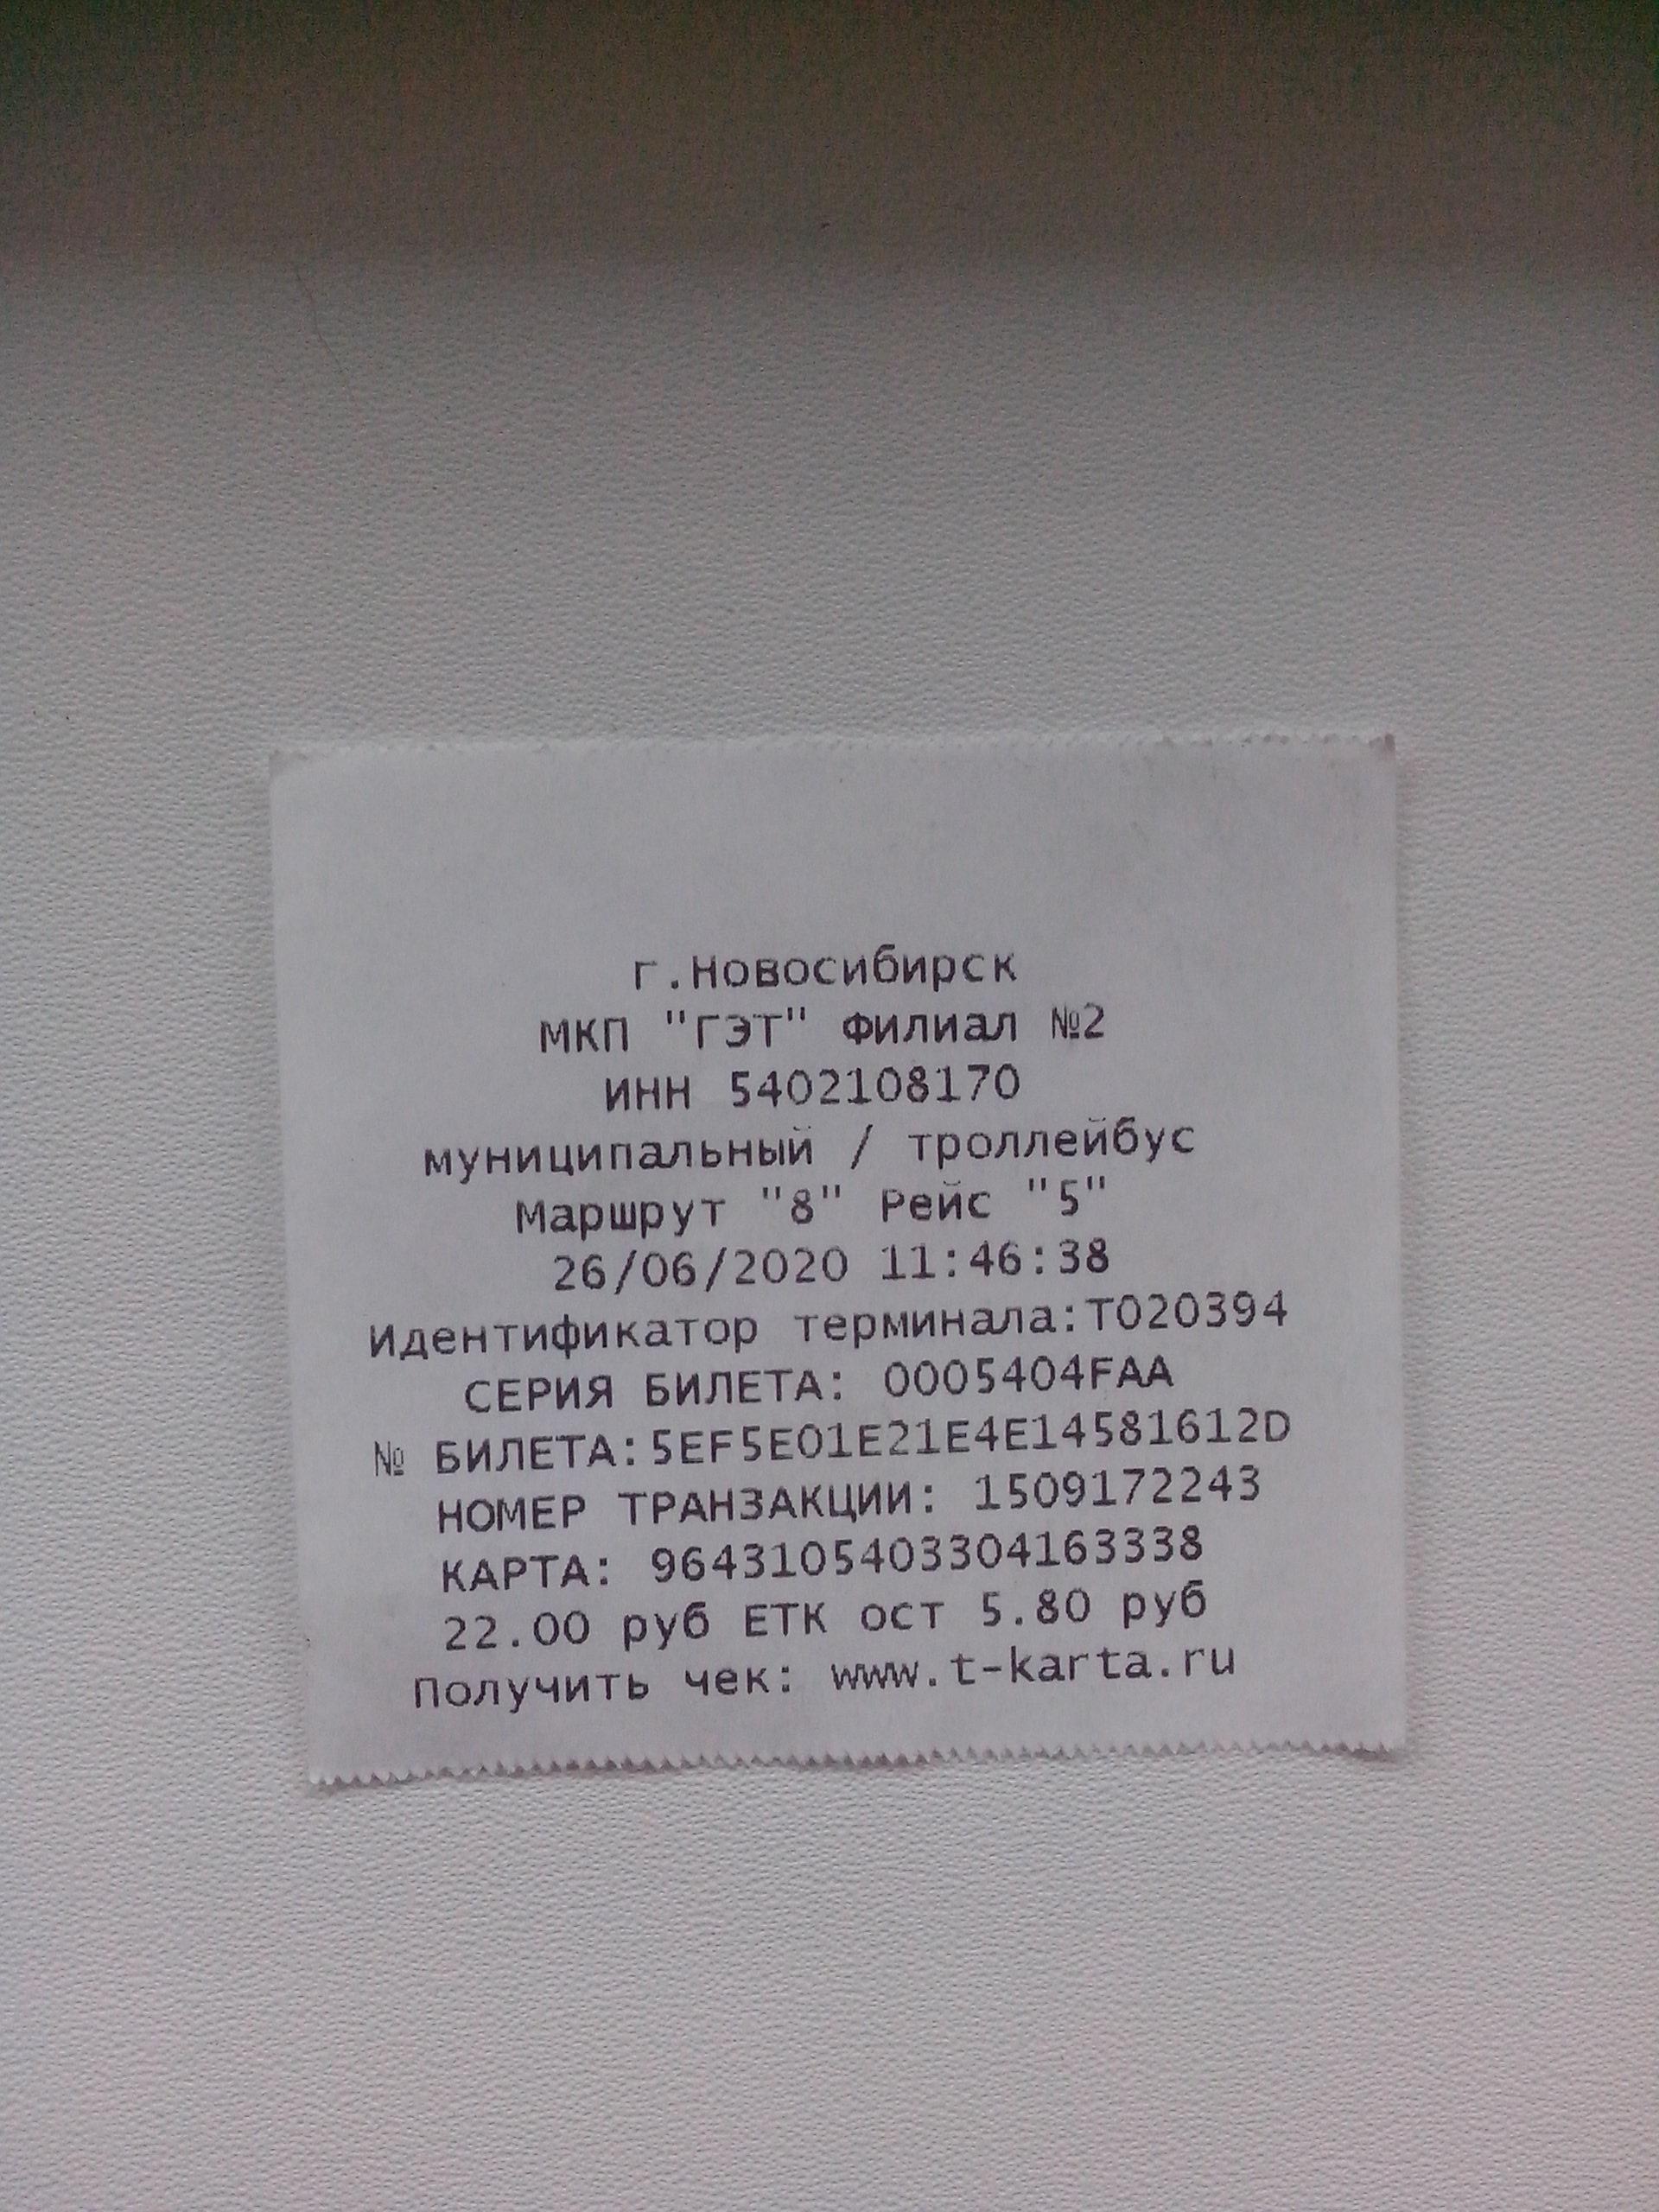 г.Новосибирск
МКП "ГЭТ" Филиал №2
ИНН 5402108170
муниципальный / троллейбус
Маршрут "8" Рейс "5"
26/06/2020 11:46:38
Идентификатор терминала:T020394
СЕРИЯ БИЛЕТА: 0005404FAA
№ БИЛЕТА:5EF5E01E21E4E14581612D
НОМЕР ТРАНЗАКЦИИ: 1509172243
КАРТА: 9643105403304163338
22.00 руб ЕТК ост 5.80 руб
Получить чек: www.t-karta.ru